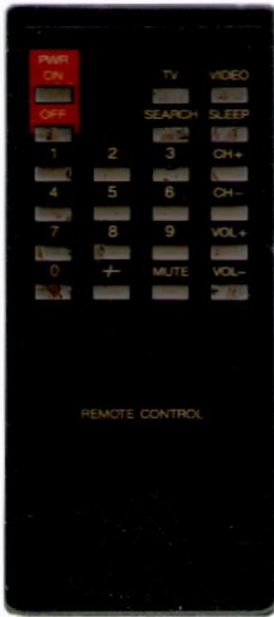 PWR
ON TV VIDEO
OFF SEARCH SLEEP
1 2 3 CH+
4 5 6 CH-
7 8 9 VOL+
0 -/-- MUTE VOL-
REMOTE CONTROL